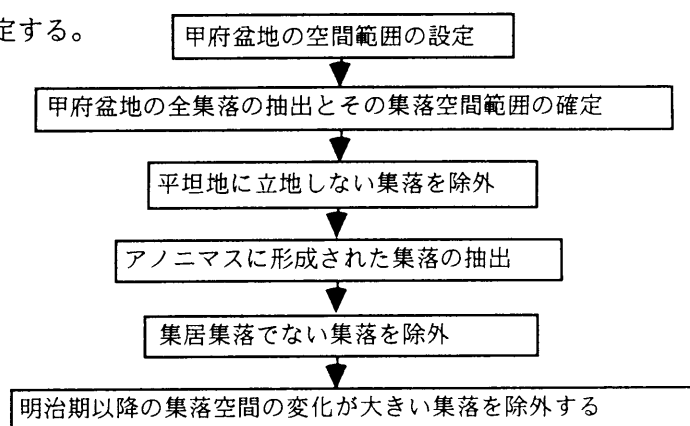 定する。
甲府盆地の空間範囲の設定
甲府盆地の全集落の抽出とその集落空間範囲の確定
平坦地に立地しない集落を除外
アノニマスに形成された集落の抽出
集居集落でない集落を除外
明治期以降の集落空間の変化が大きい集落を除外する